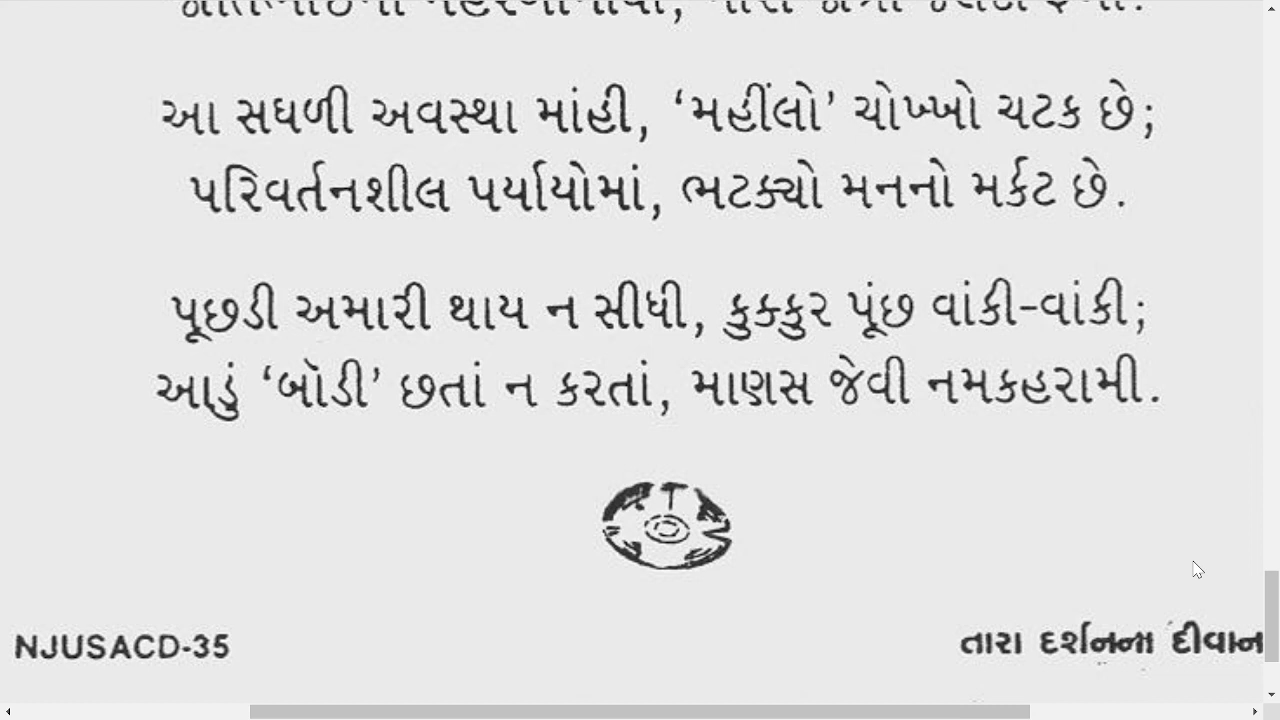 આ સઘળી અવસ્થા માંહી, ‘મહીંલો’ ચોખ્ખો ચટક છે;
પરિવર્તનશીલ પર્યાયોમાં, ભટક્યો મનનો મર્કટ છે.
પૂછડી અમારી થાય ન સીધી, કુક્કુર પૂંછ વાંકી-વાંકી;
આડું ‘બૉડી’ છતાં ન કરતાં, માણસ જેવી નમકહરામી.
NJUSACD-35
તારા દર્શનના દીવાન